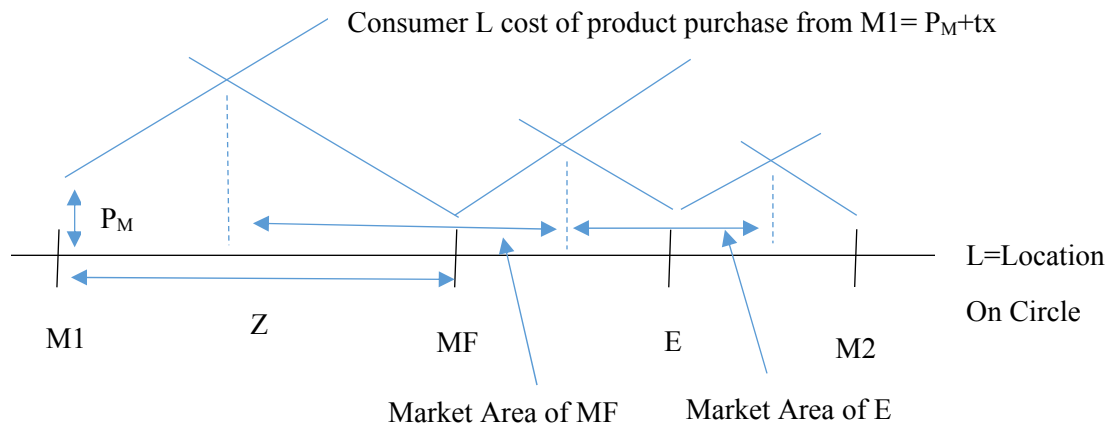 Consumer L cost of product purchase from M1= PM+tx
PM
L=Location
On Circle
M1
Z
MF
E
M2
Market Area of MF
Market Area of E